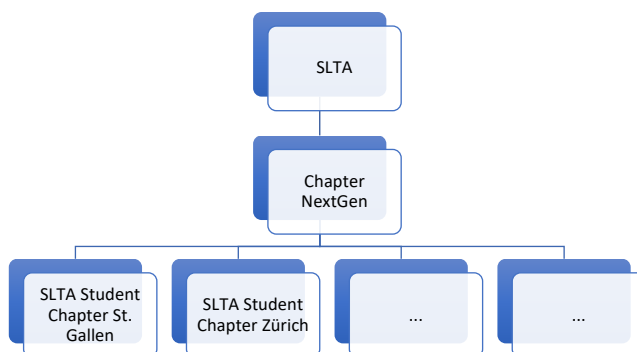 SLTA
Chapter
NextGen
SLTA Student
Chapter St.
Gallen
SLTA Student
Chapter Zürich
...
...